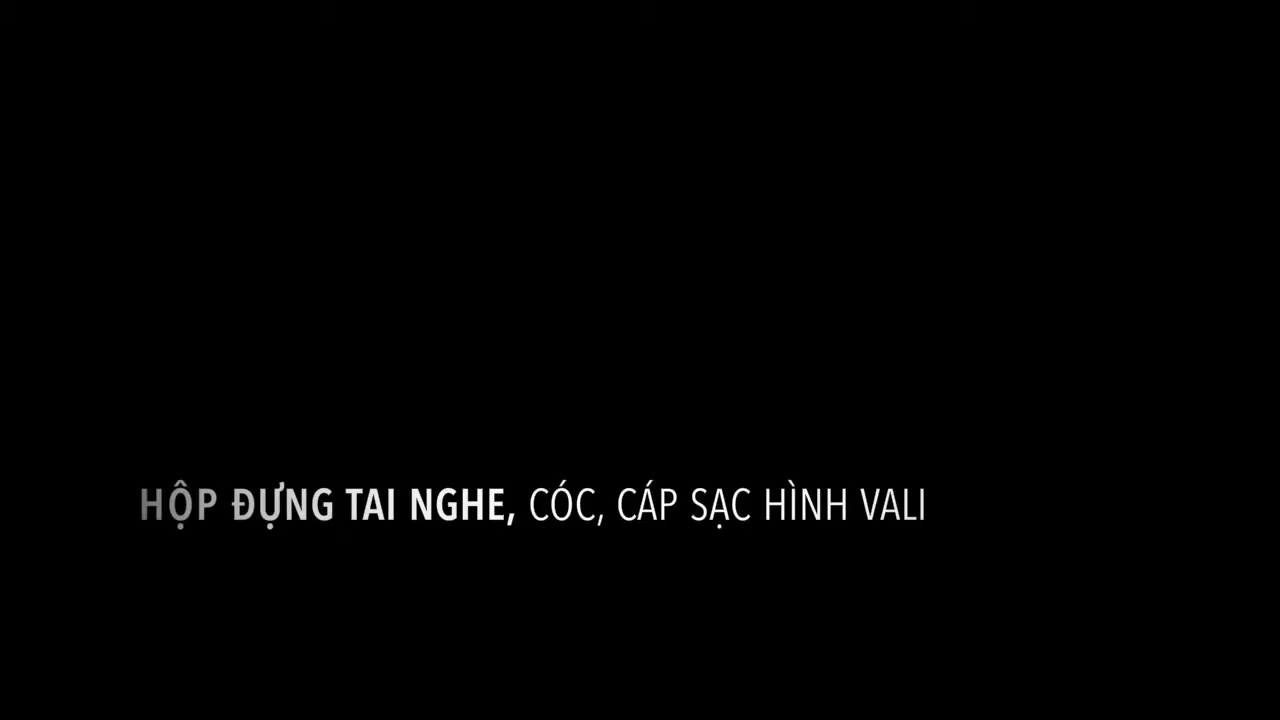 HỘP ĐỰNG TAI NGHE, CÓC, CÁP SẠC HÌNH VALI